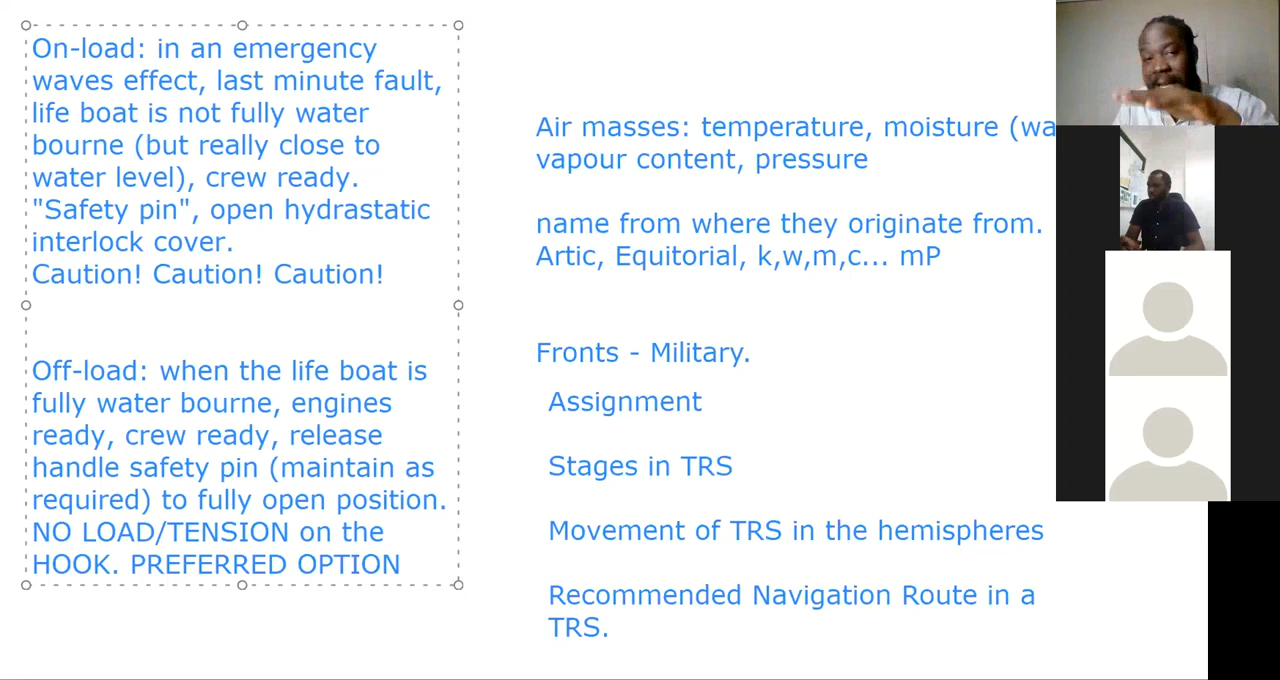 On-load: in an emergency
waves effect, last minute fault,
life boat is not fully water
bourne (but really close to
water level), crew ready.
"Safety pin", open hydrastatic
interlock cover.
Caution! Caution! Caution!
Off-load: when the life boat is
fully water bourne, engines
ready, crew ready, release
handle safety pin (maintain as
required) to fully open position.
NO LOAD/TENSION on the
HOOK. PREFERRED OPTION
Air masses: temperature, moisture (wa
vapour content, pressure
name from where they originate from.
Artic, Equitorial, k,w,m,c... mP
Fronts - Military.
Assignment
Stages in TRS
Movement of TRS in the hemispheres
Recommended Navigation Route in a
TRS.